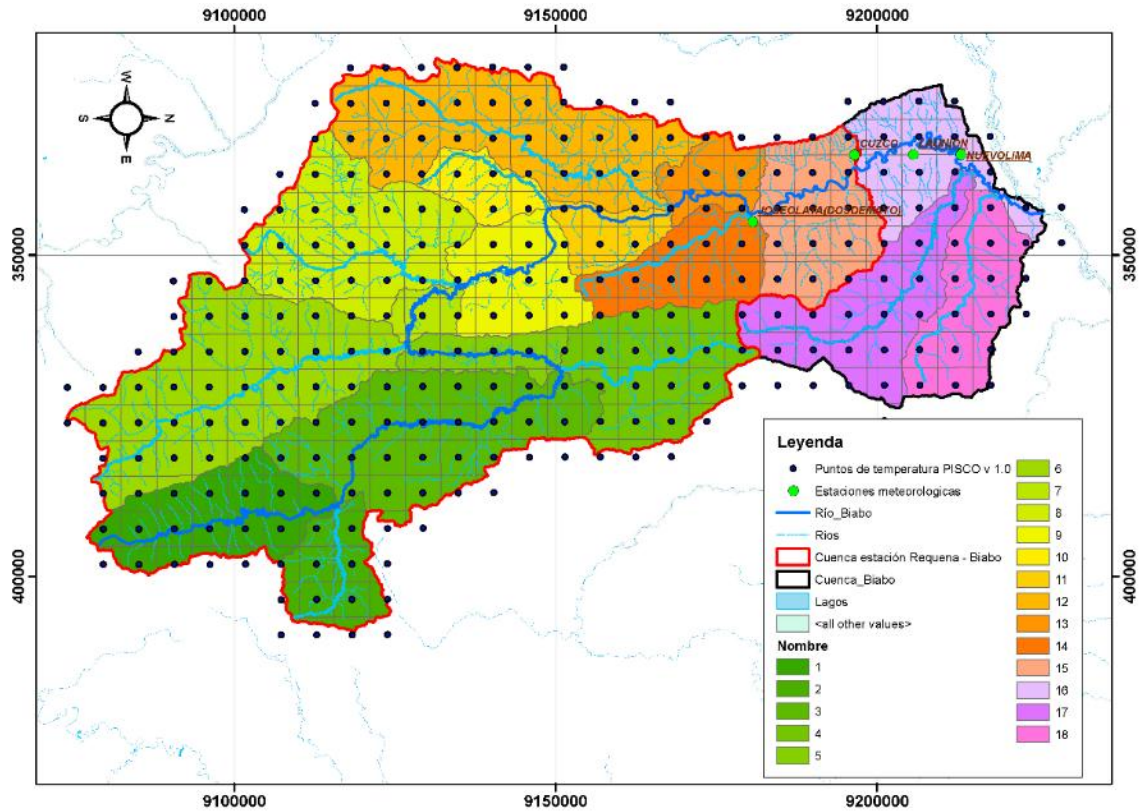 9100000
9150000
9200000
W
S
N
E
CUZCO
LAUNION
NUEVOLIMA
350000
350000
400000
400000
Leyenda
Puntos de temperatura PISCO v 1.0
Estaciones meteorologicas
Río_Biabo
Rios
Cuenca estación Requena - Biabo
Cuenca_Biabo
Lagos
<all other values>
Nombre
1
2
3
4
5
6
7
8
9
10
11
12
13
14
15
16
17
18
9100000
9150000
9200000